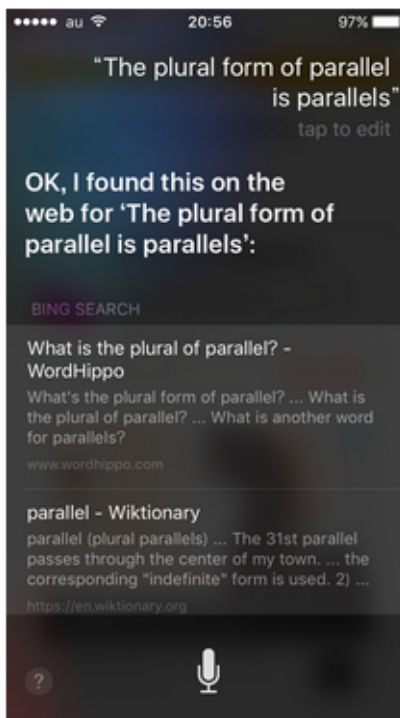 au 20:56 97%
“The plural form of parallel
is parallels”
tap to edit
OK, I found this on the
web for ‘The plural form of
parallel is parallels’:
BING SEARCH
What is the plural of parallel? -
WordHippo
What's the plural form of parallel? ... What is
the plural of parallel? ... What is another word
for parallels?
www.wordhippo.com
parallel - Wiktionary
parallel (plural parallels) ... The 31st parallel
passes through the center of my town. ... the
corresponding "indefinite" form is used. 2) ...
https://en.wiktionary.org
?